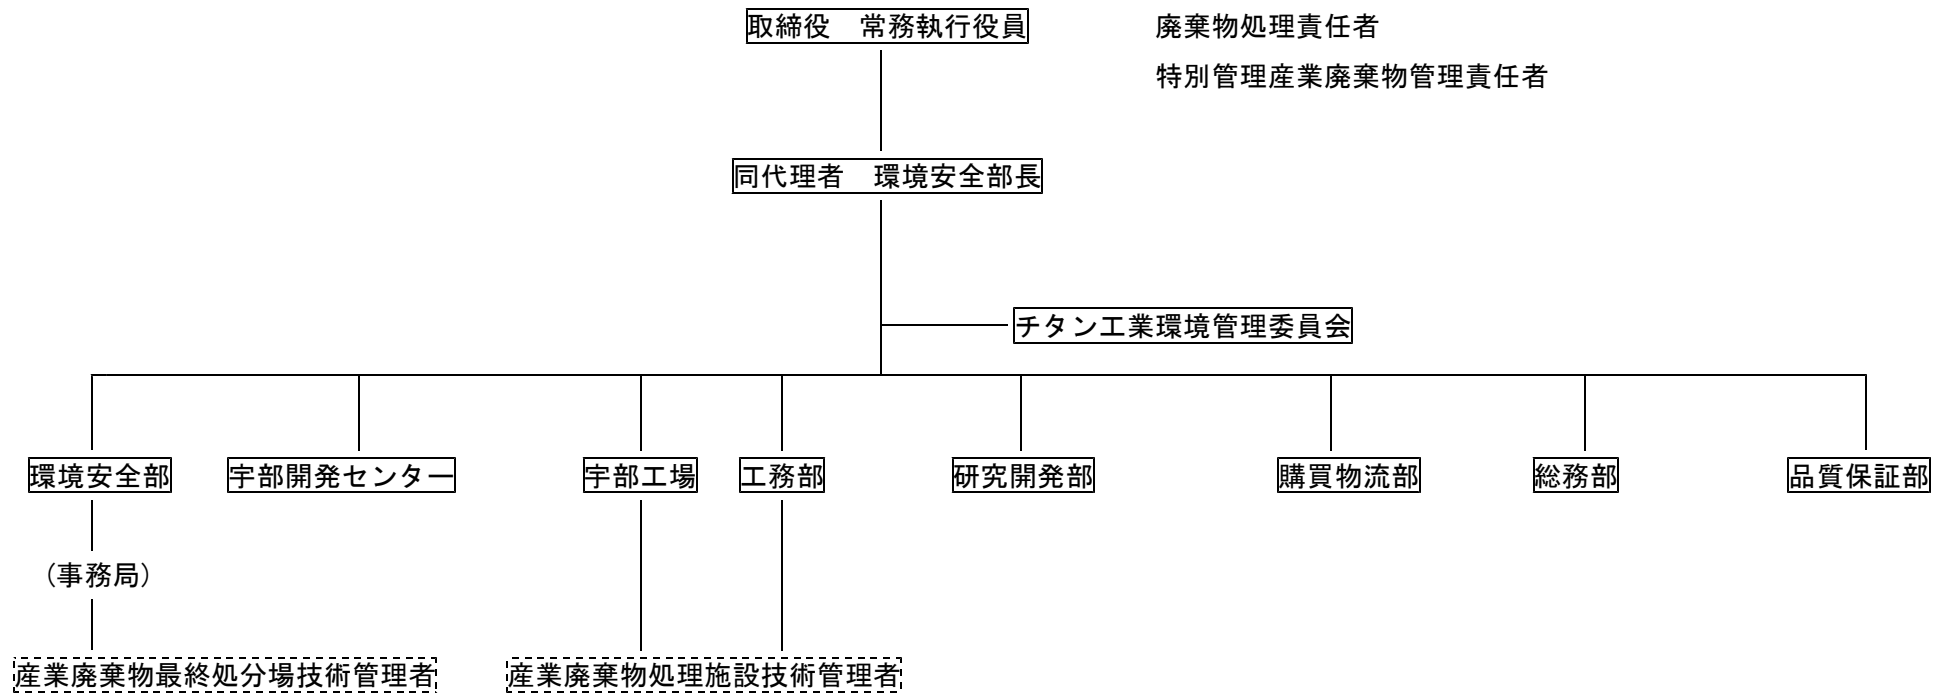 取締役　常務執行役員　廃棄物処理責任者
特別管理産業廃棄物管理責任者
同代理者　環境安全部長
チタン工業環境管理委員会
環境安全部　宇部開発センター　宇部工場　工務部　研究開発部　購買物流部　総務部　品質保証部
（事務局）
産業廃棄物最終処分場技術管理者　産業廃棄物処理施設技術管理者